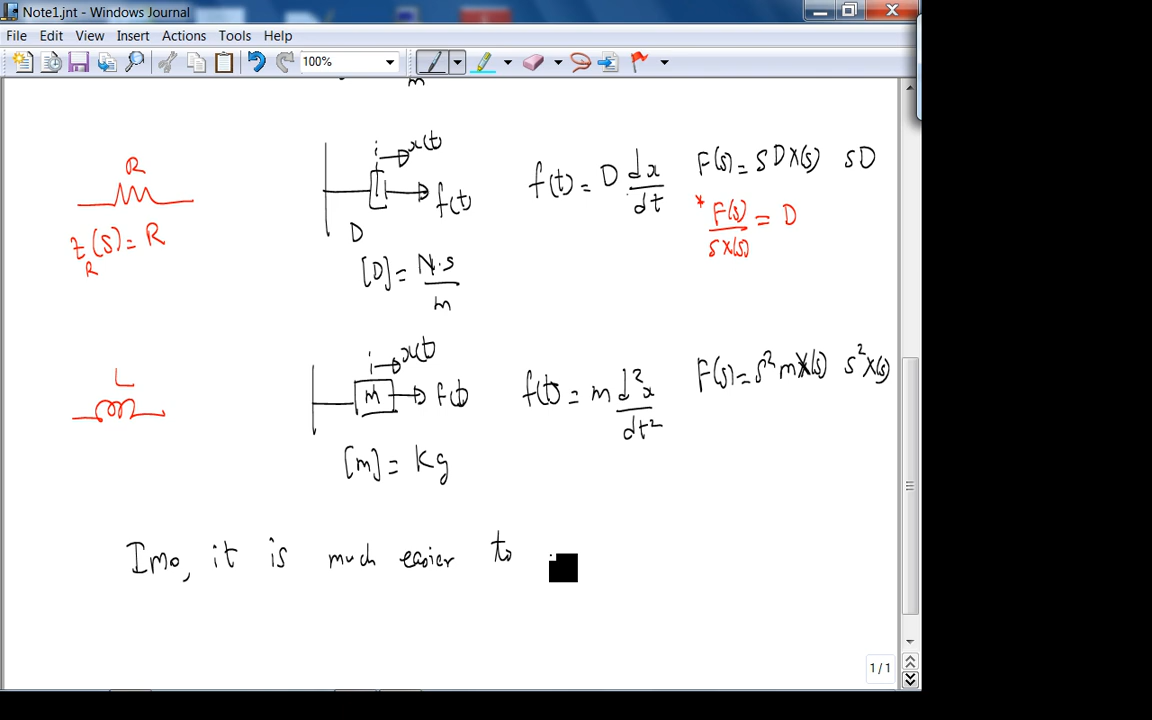 Note1.jnt - Windows Journal
File Edit View Insert Actions Tools Help
100%
m
R
x(t)
f(t)
D
f(t) = D dx/dt
F(s) = SDX(s) SD
* F(s)/SX(s) = D
Z_R(S) = R
[D] = N.s/m
L
x(t)
M
f(t)
f(t) = m d²x/dt²
F(s) = S²mX(s) S²X(s)
[m] = Kg
Imo, it is much easier to
1/1